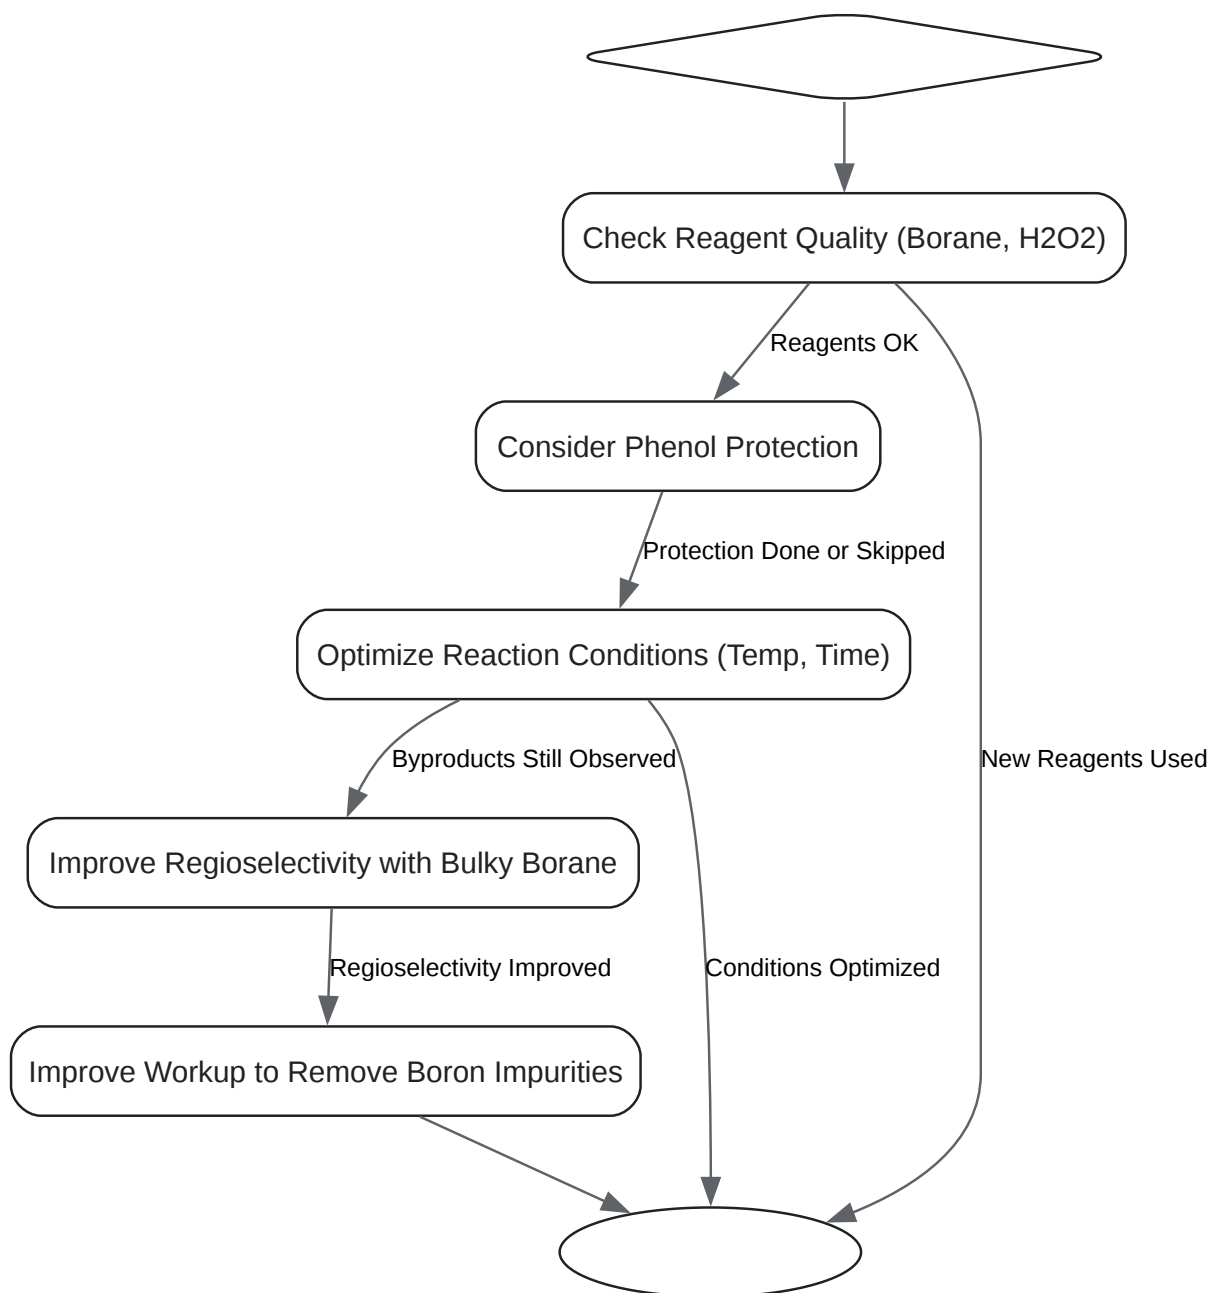 Check Reagent Quality (Borane, H2O2)
Reagents OK
Consider Phenol Protection
Protection Done or Skipped
Optimize Reaction Conditions (Temp, Time)
Byproducts Still Observed
New Reagents Used
Improve Regioselectivity with Bulky Borane
Regioselectivity Improved
Conditions Optimized
Improve Workup to Remove Boron Impurities